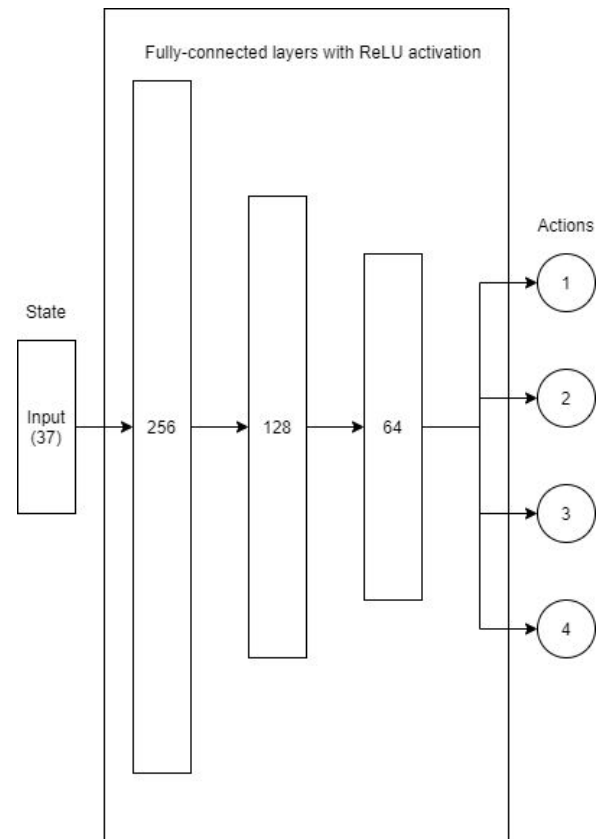 Fully-connected layers with ReLU activation
Actions
1
State
2
Input
(37)
256
128
64
3
4